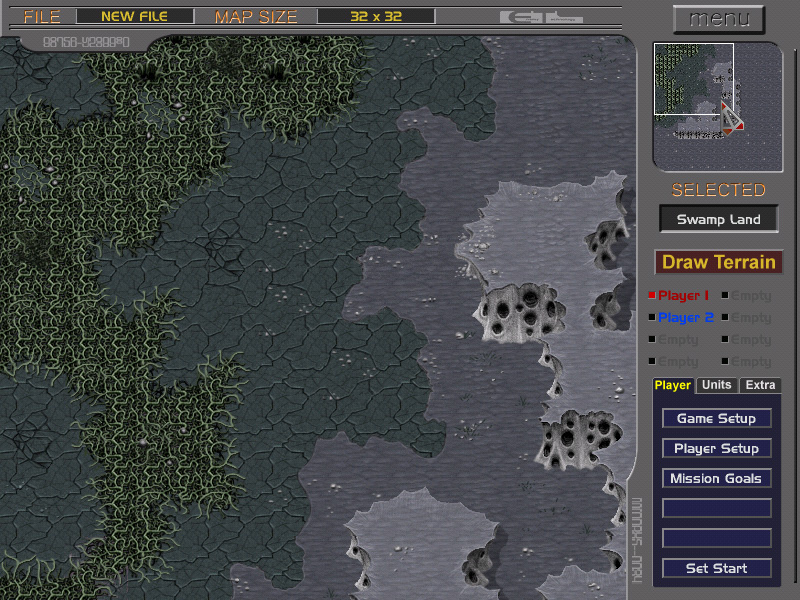 FILE NEW FILE MAP SIZE 32 x 32
menu
SELECTED
Swamp Land
Draw Terrain
Player 1 Empty
Player 2 Empty
Empty Empty
Empty Empty
Player Units Extra
Game Setup
Player Setup
Mission Goals
Set Start